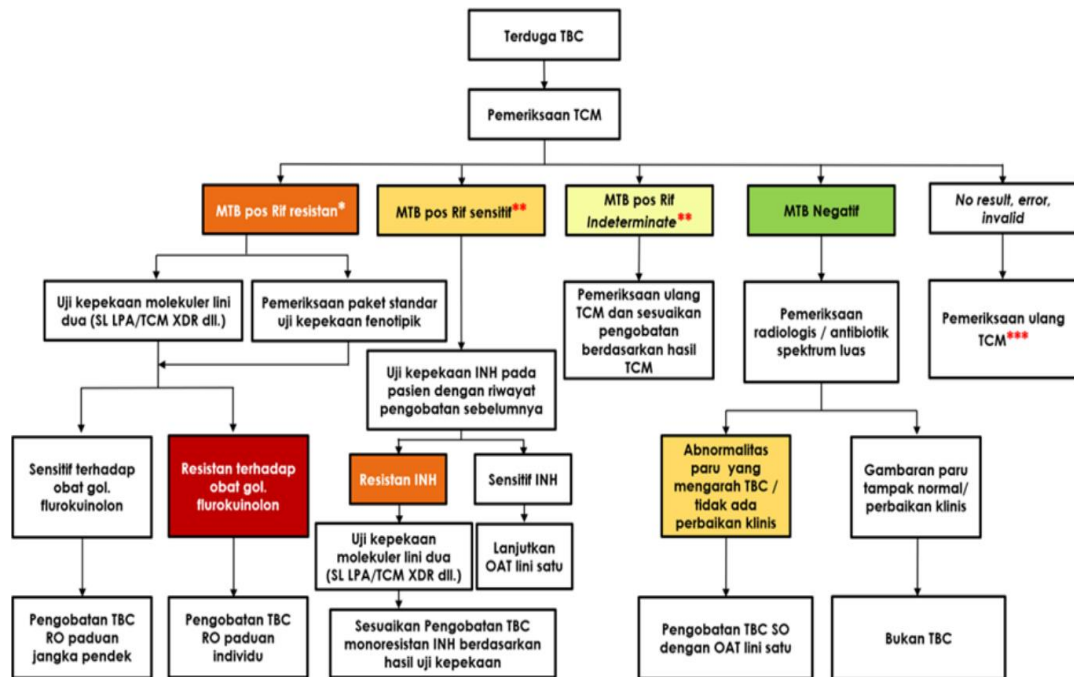 Terduga TBC
Pemeriksaan TCM
MTB pos Rif resistan*
MTB pos Rif sensitif**
MTB pos Rif
Indeterminate**
MTB Negatif
No result, error,
invalid
Uji kepekaan molekuler lini
dua (SL LPA/TCM XDR dll.)
Pemeriksaan paket standar
uji kepekaan fenotipik
Uji kepekaan INH pada
pasien dengan riwayat
pengobatan sebelumnya
Pemeriksaan ulang
TCM dan sesuaikan
pengobatan
berdasarkan hasil
TCM
Pemeriksaan
radiologis / antibiotik
spektrum luas
Pemeriksaan ulang
TCM***
Sensitif terhadap
obat gol.
flurokuinolon
Resistan terhadap
obat gol.
flurokuinolon
Resistan INH
Sensitif INH
Abnormalitas
paru yang
mengarah TBC /
tidak ada
perbaikan klinis
Gambaran paru
tampak normal/
perbaikan klinis
Uji kepekaan
molekuler lini dua
(SL LPA/TCM XDR dll.)
Lanjutkan
OAT lini satu
Pengobatan TBC
RO paduan
jangka pendek
Pengobatan TBC
RO paduan
individu
Sesuaikan Pengobatan TBC
monoresistan INH berdasarkan
hasil uji kepekaan
Pengobatan TBC SO
dengan OAT lini satu
Bukan TBC